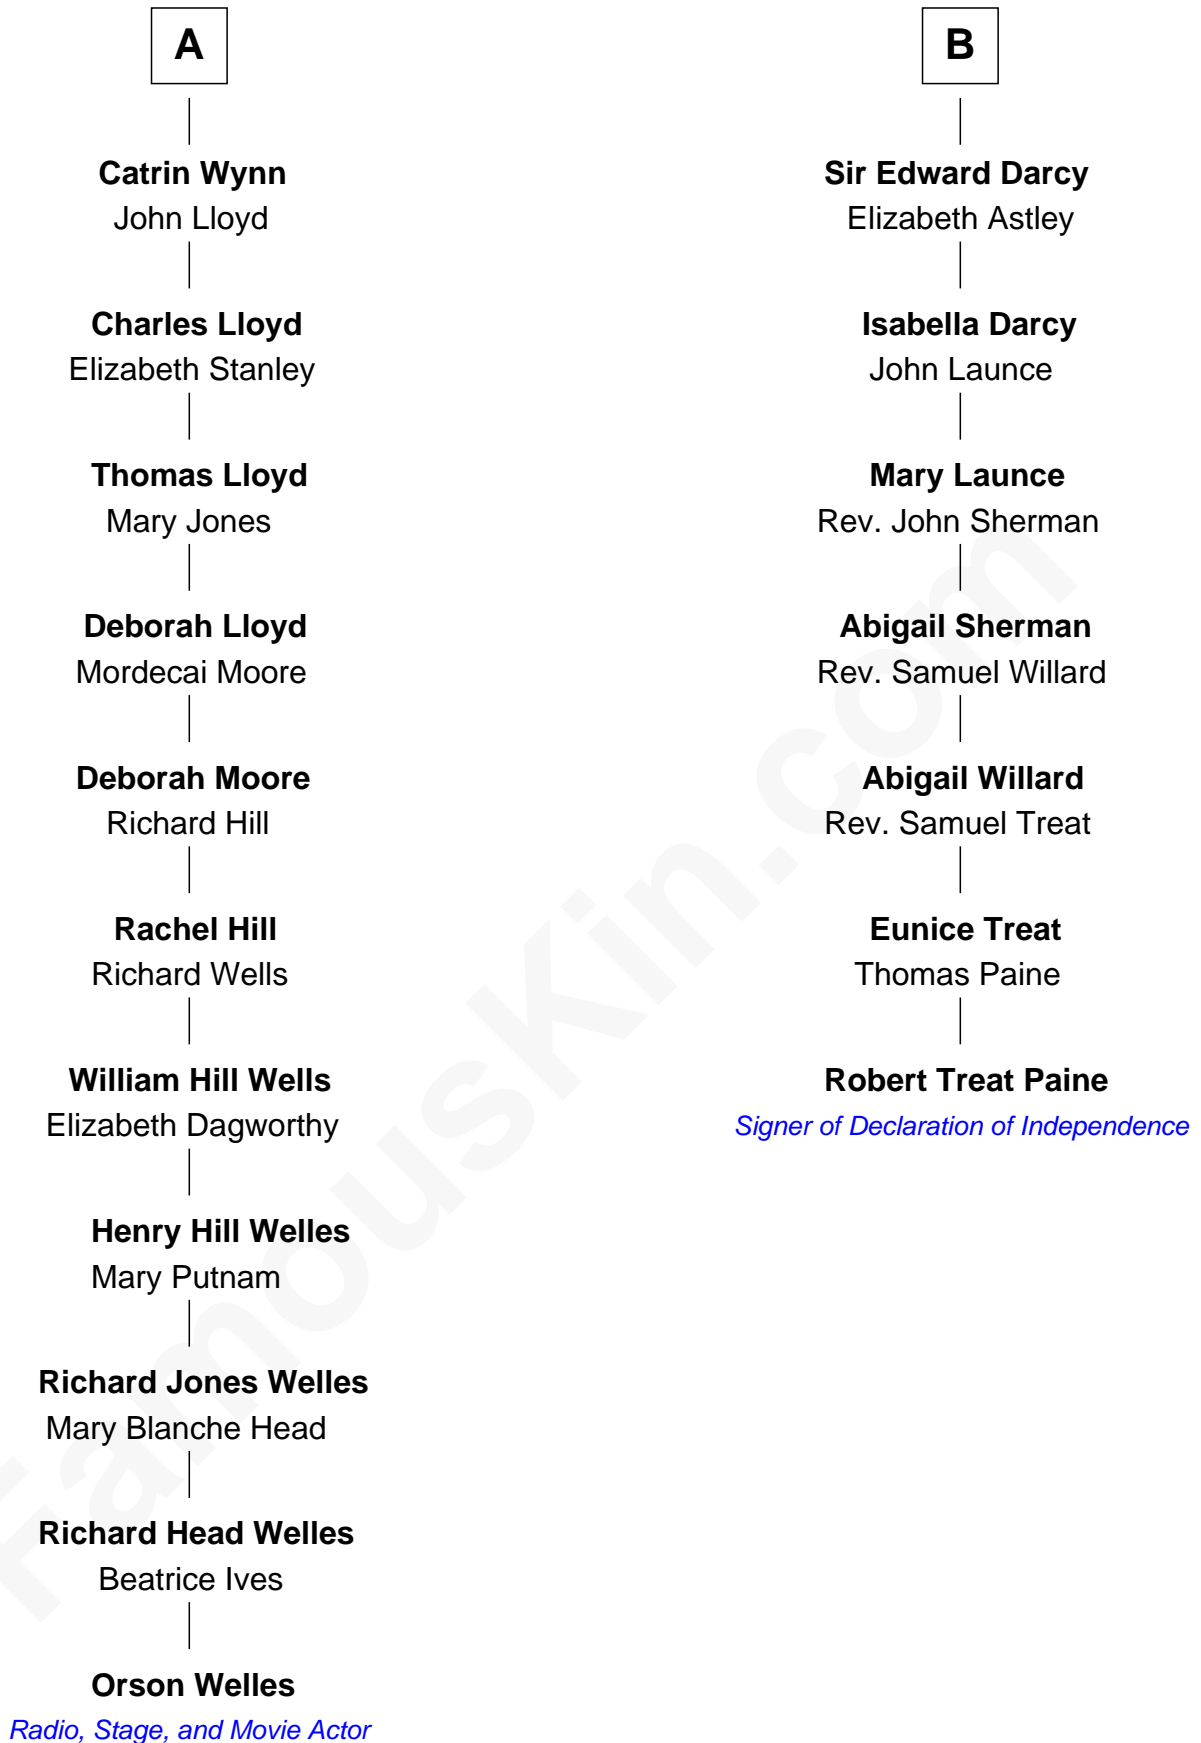 A
Catrin Wynn
John Lloyd
Charles Lloyd
Elizabeth Stanley
Thomas Lloyd
Mary Jones
Deborah Lloyd
Mordecai Moore
Deborah Moore
Richard Hill
Rachel Hill
Richard Wells
William Hill Wells
Elizabeth Dagworthy
Henry Hill Welles
Mary Putnam
Richard Jones Welles
Mary Blanche Head
Richard Head Welles
Beatrice Ives
Orson Welles
Radio, Stage, and Movie Actor
B
Sir Edward Darcy
Elizabeth Astley
Isabella Darcy
John Launce
Mary Launce
Rev. John Sherman
Abigail Sherman
Rev. Samuel Willard
Abigail Willard
Rev. Samuel Treat
Eunice Treat
Thomas Paine
Robert Treat Paine
Signer of Declaration of Independence
FamousKin.com